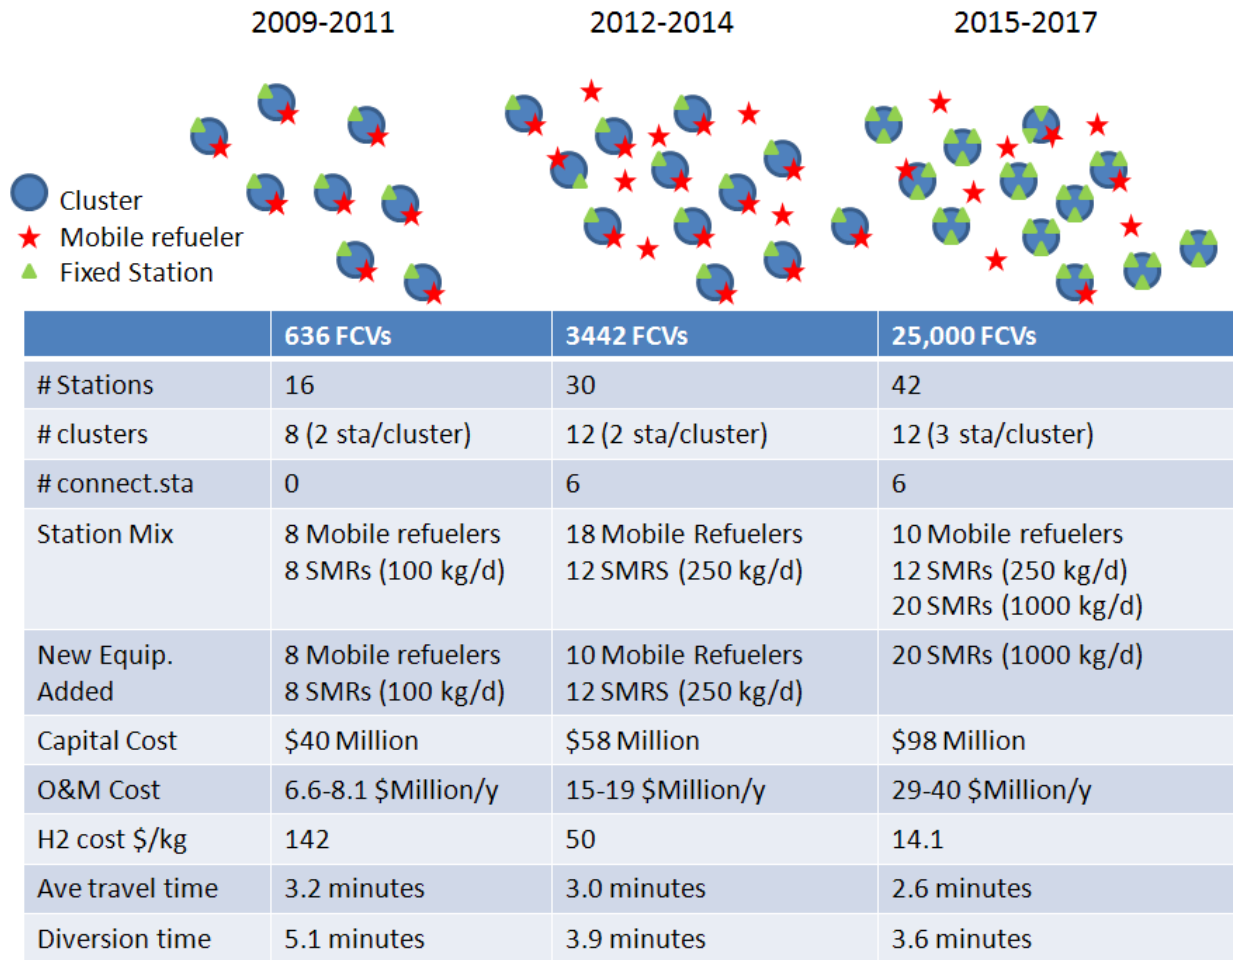 2009-2011 2012-2014 2015-2017
Cluster
Mobile refueler
Fixed Station
636 FCVs 3442 FCVs 25,000 FCVs
# Stations 16 30 42
# clusters 8 (2 sta/cluster) 12 (2 sta/cluster) 12 (3 sta/cluster)
# connect.sta 0 6 6
Station Mix 8 Mobile refuelers 18 Mobile Refuelers 10 Mobile refuelers
8 SMRs (100 kg/d) 12 SMRS (250 kg/d) 12 SMRs (250 kg/d)
20 SMRs (1000 kg/d)
New Equip. 8 Mobile refuelers 10 Mobile Refuelers 20 SMRs (1000 kg/d)
Added 8 SMRs (100 kg/d) 12 SMRS (250 kg/d)
Capital Cost $40 Million $58 Million $98 Million
O&M Cost 6.6-8.1 $Million/y 15-19 $Million/y 29-40 $Million/y
H2 cost $/kg 142 50 14.1
Ave travel time 3.2 minutes 3.0 minutes 2.6 minutes
Diversion time 5.1 minutes 3.9 minutes 3.6 minutes